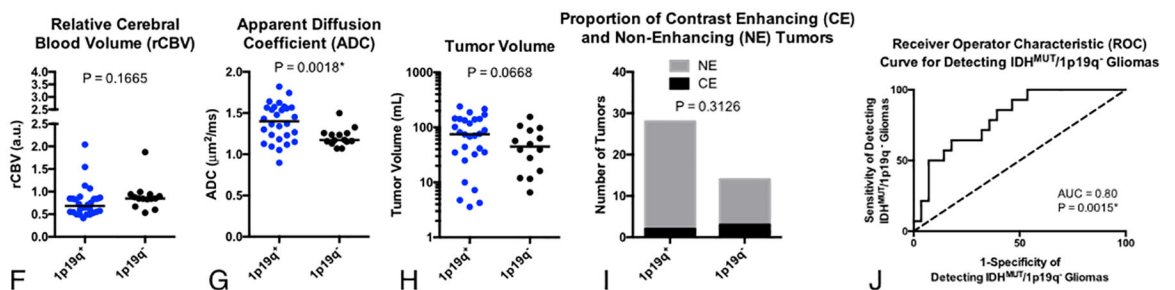 Relative Cerebral
Blood Volume (rCBV)
P = 0.1665
rCBV (a.u.)
4.0
3.5
3.0
2.5
2.0
1.5
1.0
0.5
0.0
1p19q⁺
1p19q⁻
F
Apparent Diffusion
Coefficient (ADC)
P = 0.0018*
ADC (μm²/ms)
2.0
1.5
1.0
0.5
0.0
1p19q⁺
1p19q⁻
G
Tumor Volume
P = 0.0668
Tumor Volume (mL)
1000
100
10
1
1p19q⁺
1p19q⁻
H
Proportion of Contrast Enhancing (CE)
and Non-Enhancing (NE) Tumors
NE
CE
P = 0.3126
Number of Tumors
40
30
20
10
0
1p19q⁺
1p19q⁻
I
Receiver Operator Characteristic (ROC)
Curve for Detecting IDHᴹᵁᵀ/1p19q⁻ Gliomas
Sensitivity of Detecting
IDHᴹᵁᵀ/1p19q⁻ Gliomas
100
50
0
AUC = 0.80
P = 0.0015*
0
50
100
1-Specificity of
Detecting IDHᴹᵁᵀ/1p19q⁻ Gliomas
J